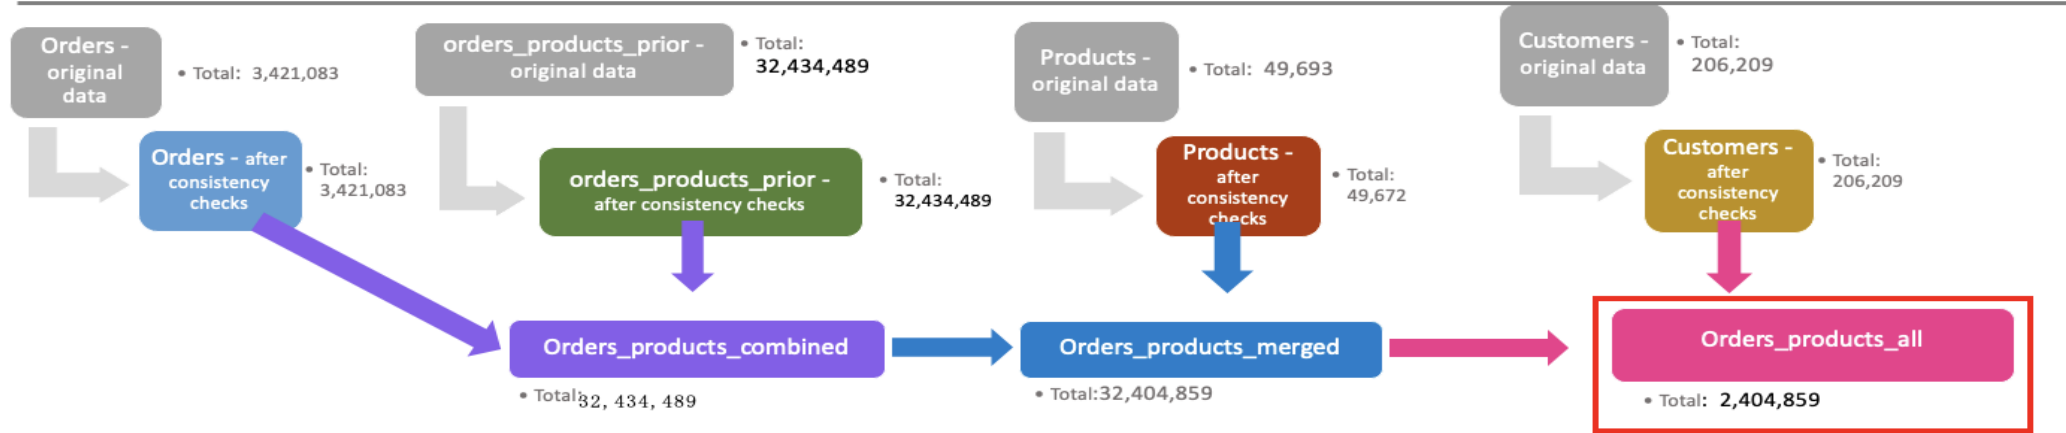 Orders -
original
data
• Total: 3,421,083
orders_products_prior -
original data
• Total:
32,434,489
Products -
original data
• Total: 49,693
Customers -
original data
• Total:
206,209
Orders - after
consistency
checks
• Total:
3,421,083
orders_products_prior -
after consistency checks
• Total:
32,434,489
Products -
after
consistency
checks
• Total:
49,672
Customers -
after
consistency
checks
• Total:
206,209
Orders_products_combined
• Total:32, 434, 489
Orders_products_merged
• Total:32,404,859
Orders_products_all
• Total: 2,404,859